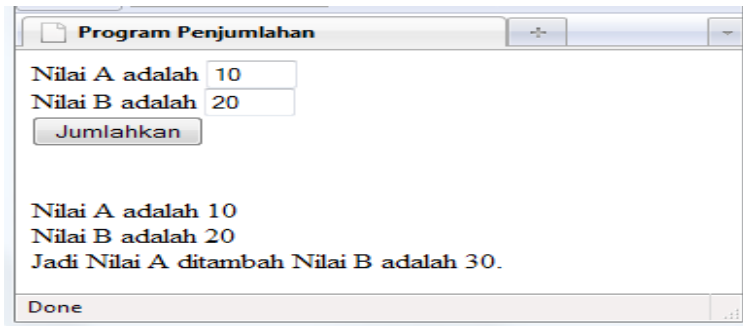 Program Penjumlahan
Nilai A adalah 10
Nilai B adalah 20
Jumlahkan
Nilai A adalah 10
Nilai B adalah 20
Jadi Nilai A ditambah Nilai B adalah 30.
Done